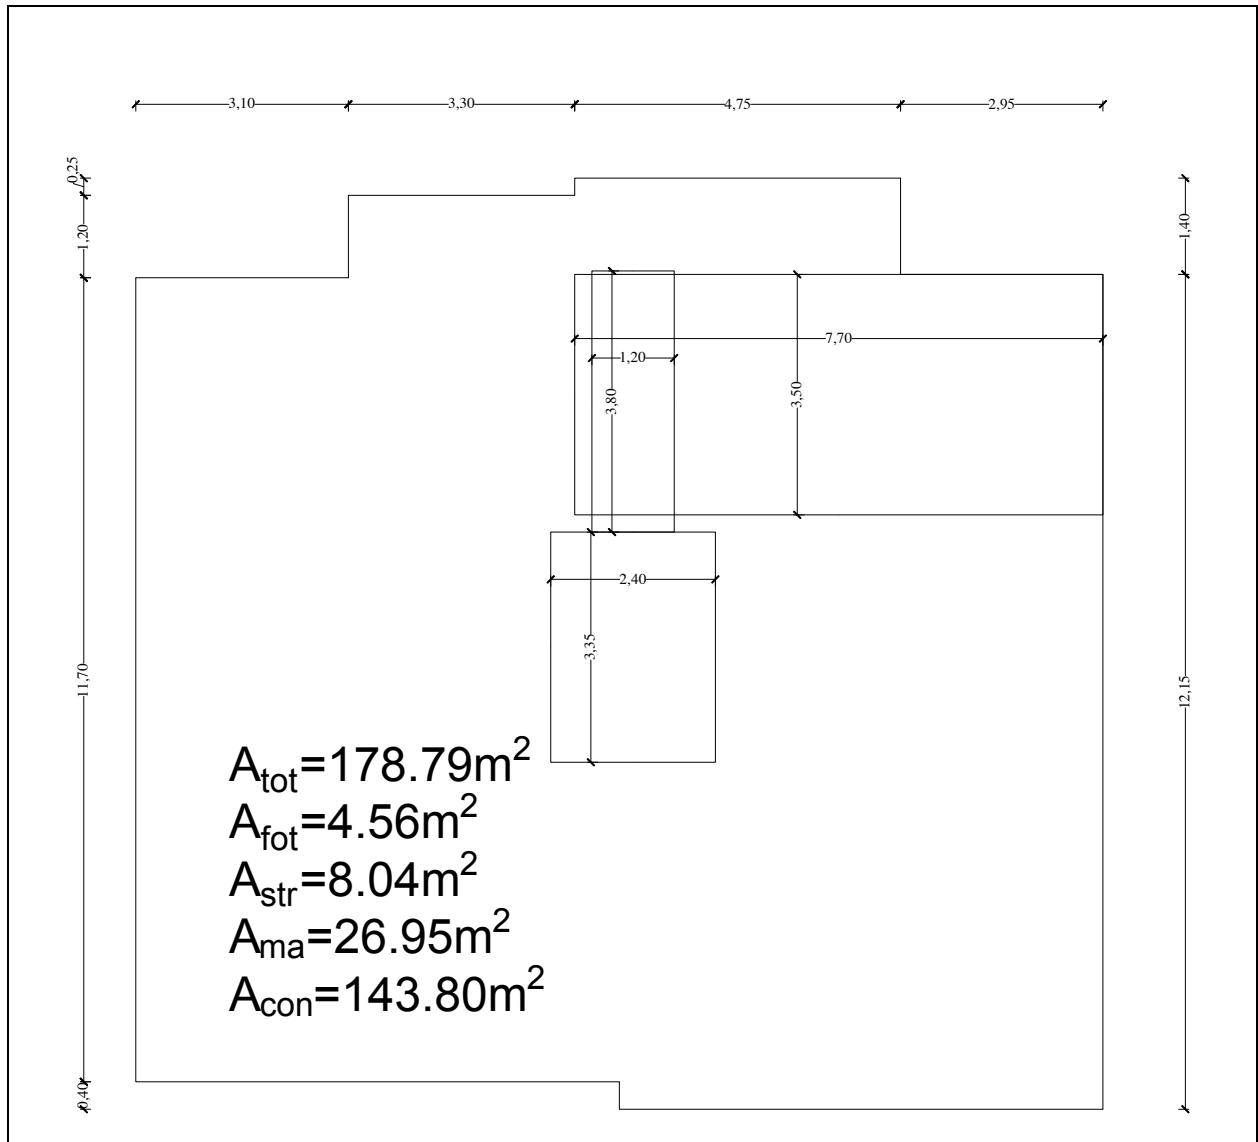 3,10 3,30 4,75 2,95
0,25
1,20
1,40
7,70
1,20
3,80
3,50
2,40
3,35
11,70
12,15
A_tot=178.79m²
A_fot=4.56m²
A_str=8.04m²
A_ma=26.95m²
A_con=143.80m²
0,40